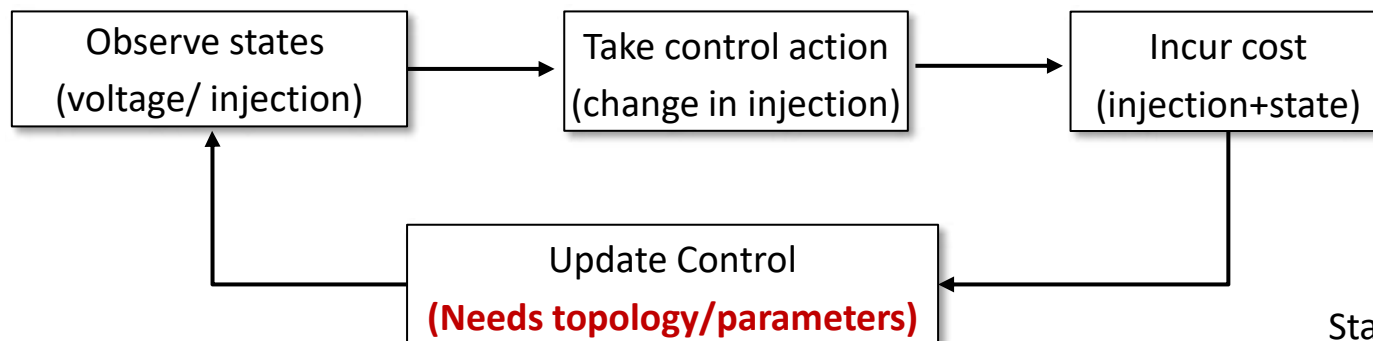 Observe states
(voltage/ injection)
Take control action
(change in injection)
Incur cost
(injection+state)
Update Control
(Needs topology/parameters)
Sta